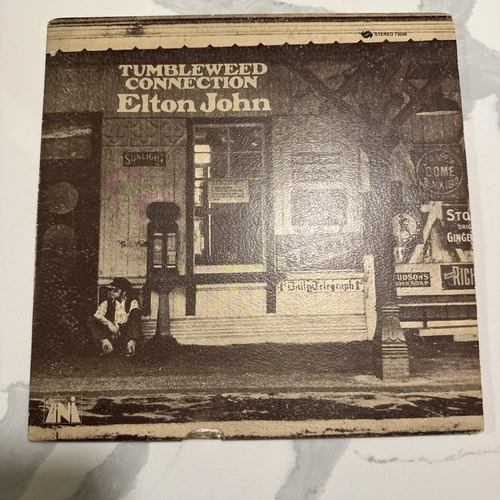 STEREO 73096
TUMBLEWEED
CONNECTION
Elton John
SUNLIGHT
DOME
STO
GINGE
Daily Telegraph
UDSON'S
SOAP
RICH
UNI